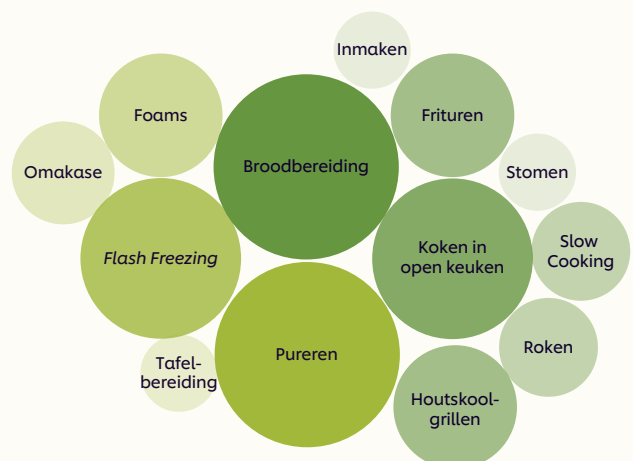 Inmaken
Foams
Frituren
Broodbereiding
Omakase
Stomen
Flash Freezing
Koken in
open keuken
Slow
Cooking
Pureren
Roken
Tafel-
bereiding
Houtskool-
grillen